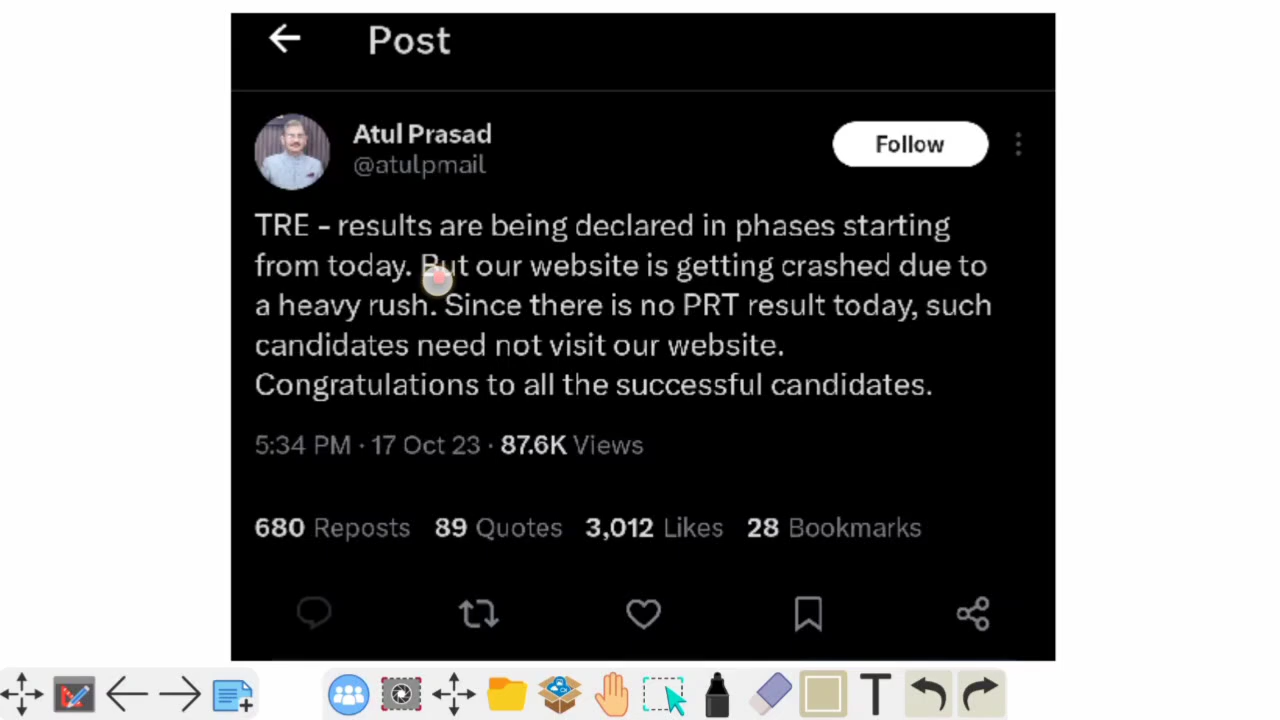 Post
Atul Prasad
@atulpmail
Follow
TRE - results are being declared in phases starting
from today. But our website is getting crashed due to
a heavy rush. Since there is no PRT result today, such
candidates need not visit our website.
Congratulations to all the successful candidates.
5:34 PM · 17 Oct 23 · 87.6K Views
680 Reposts 89 Quotes 3,012 Likes 28 Bookmarks
T